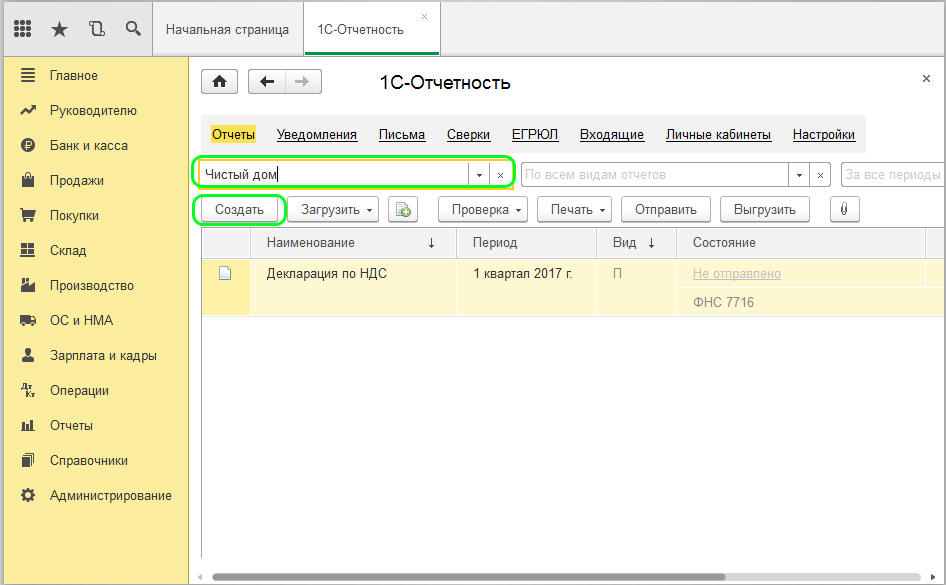 Начальная страница
1С-Отчетность
Главное
Руководителю
Банк и касса
Продажи
Покупки
Склад
Производство
ОС и НМА
Зарплата и кадры
Операции
Отчеты
Справочники
Администрирование
1С-Отчетность
Отчеты Уведомления Письма Сверки ЕГРЮЛ Входящие Личные кабинеты Настройки
Чистый дом По всем видам отчетов За все периоды
Создать Загрузить Проверка Печать Отправить Выгрузить
Наименование ↓ Период Вид ↓ Состояние
Декларация по НДС 1 квартал 2017 г. П Не отправлено
ФНС 7716